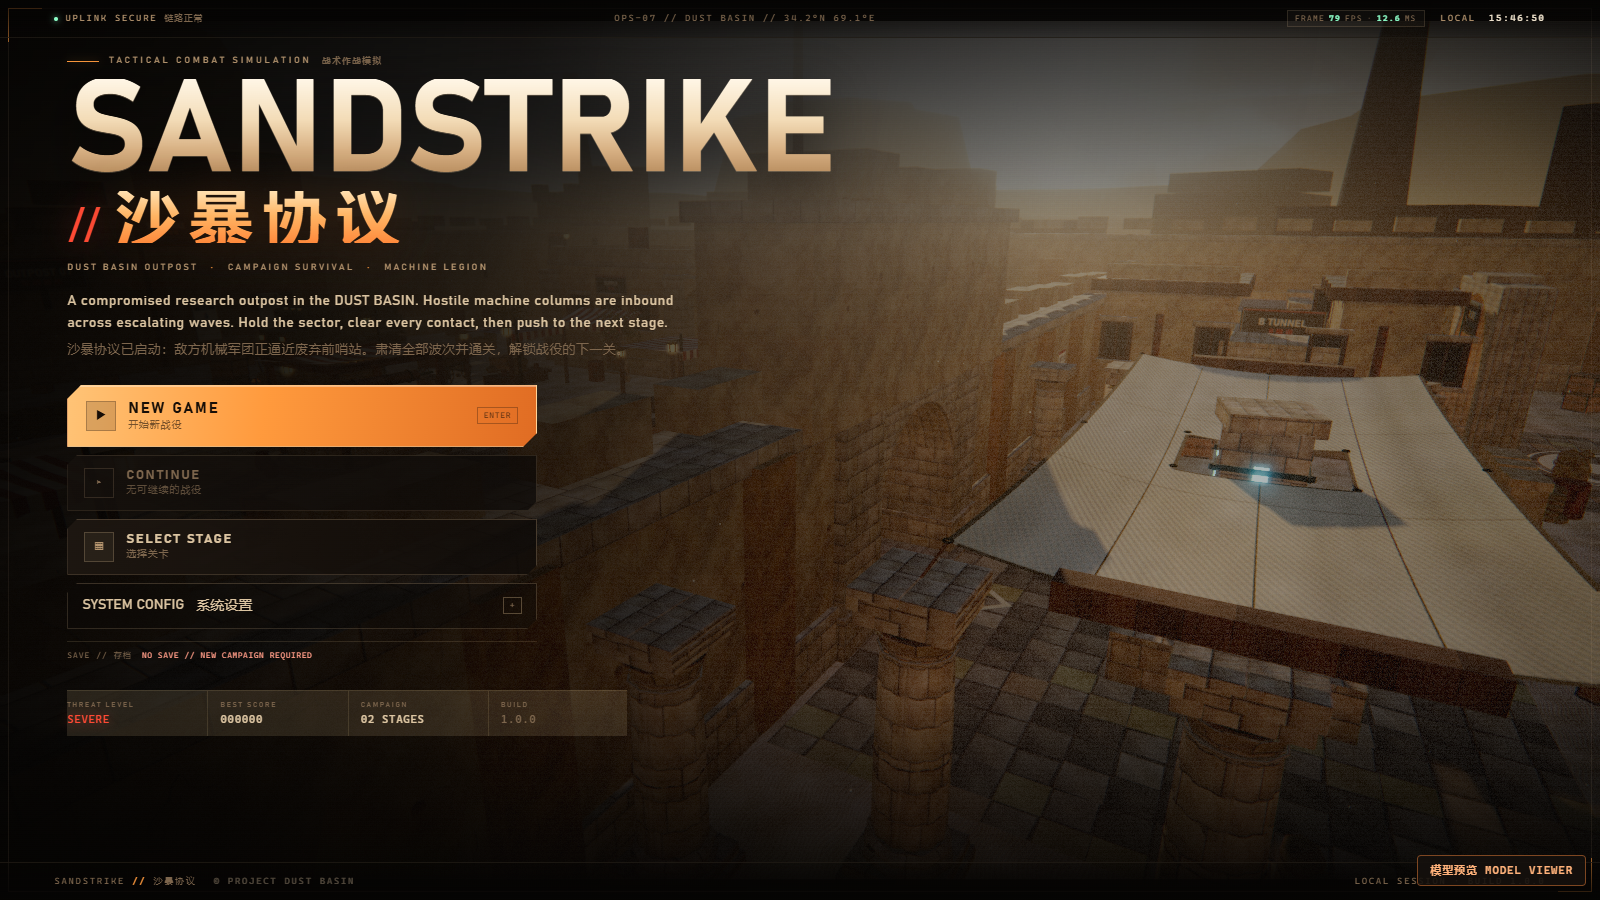 UPLINK SECURE 链路正常
OPS-07 // DUST BASIN // 34.2°N 69.1°E
FRAME 79 FPS · 12.6 MS
LOCAL 15:46:50
TACTICAL COMBAT SIMULATION 战术作战模拟
SANDSTRIKE
// 沙暴协议
DUST BASIN OUTPOST · CAMPAIGN SURVIVAL · MACHINE LEGION
A compromised research outpost in the DUST BASIN. Hostile machine columns are inbound
across escalating waves. Hold the sector, clear every contact, then push to the next stage.
沙暴协议已启动：敌方机械军团正逼近废弃前哨站。肃清全部波次并通关，解锁战役的下一关。
B TUNNEL
NEW GAME
开始新战役
ENTER
CONTINUE
无可继续的战役
SELECT STAGE
选择关卡
SYSTEM CONFIG 系统设置
+
SAVE // 存档 NO SAVE // NEW CAMPAIGN REQUIRED
THREAT LEVEL
SEVERE
BEST SCORE
000000
CAMPAIGN
02 STAGES
BUILD
1.0.0
SANDSTRIKE // 沙暴协议 © PROJECT DUST BASIN
LOCAL
模型预览 MODEL VIEWER